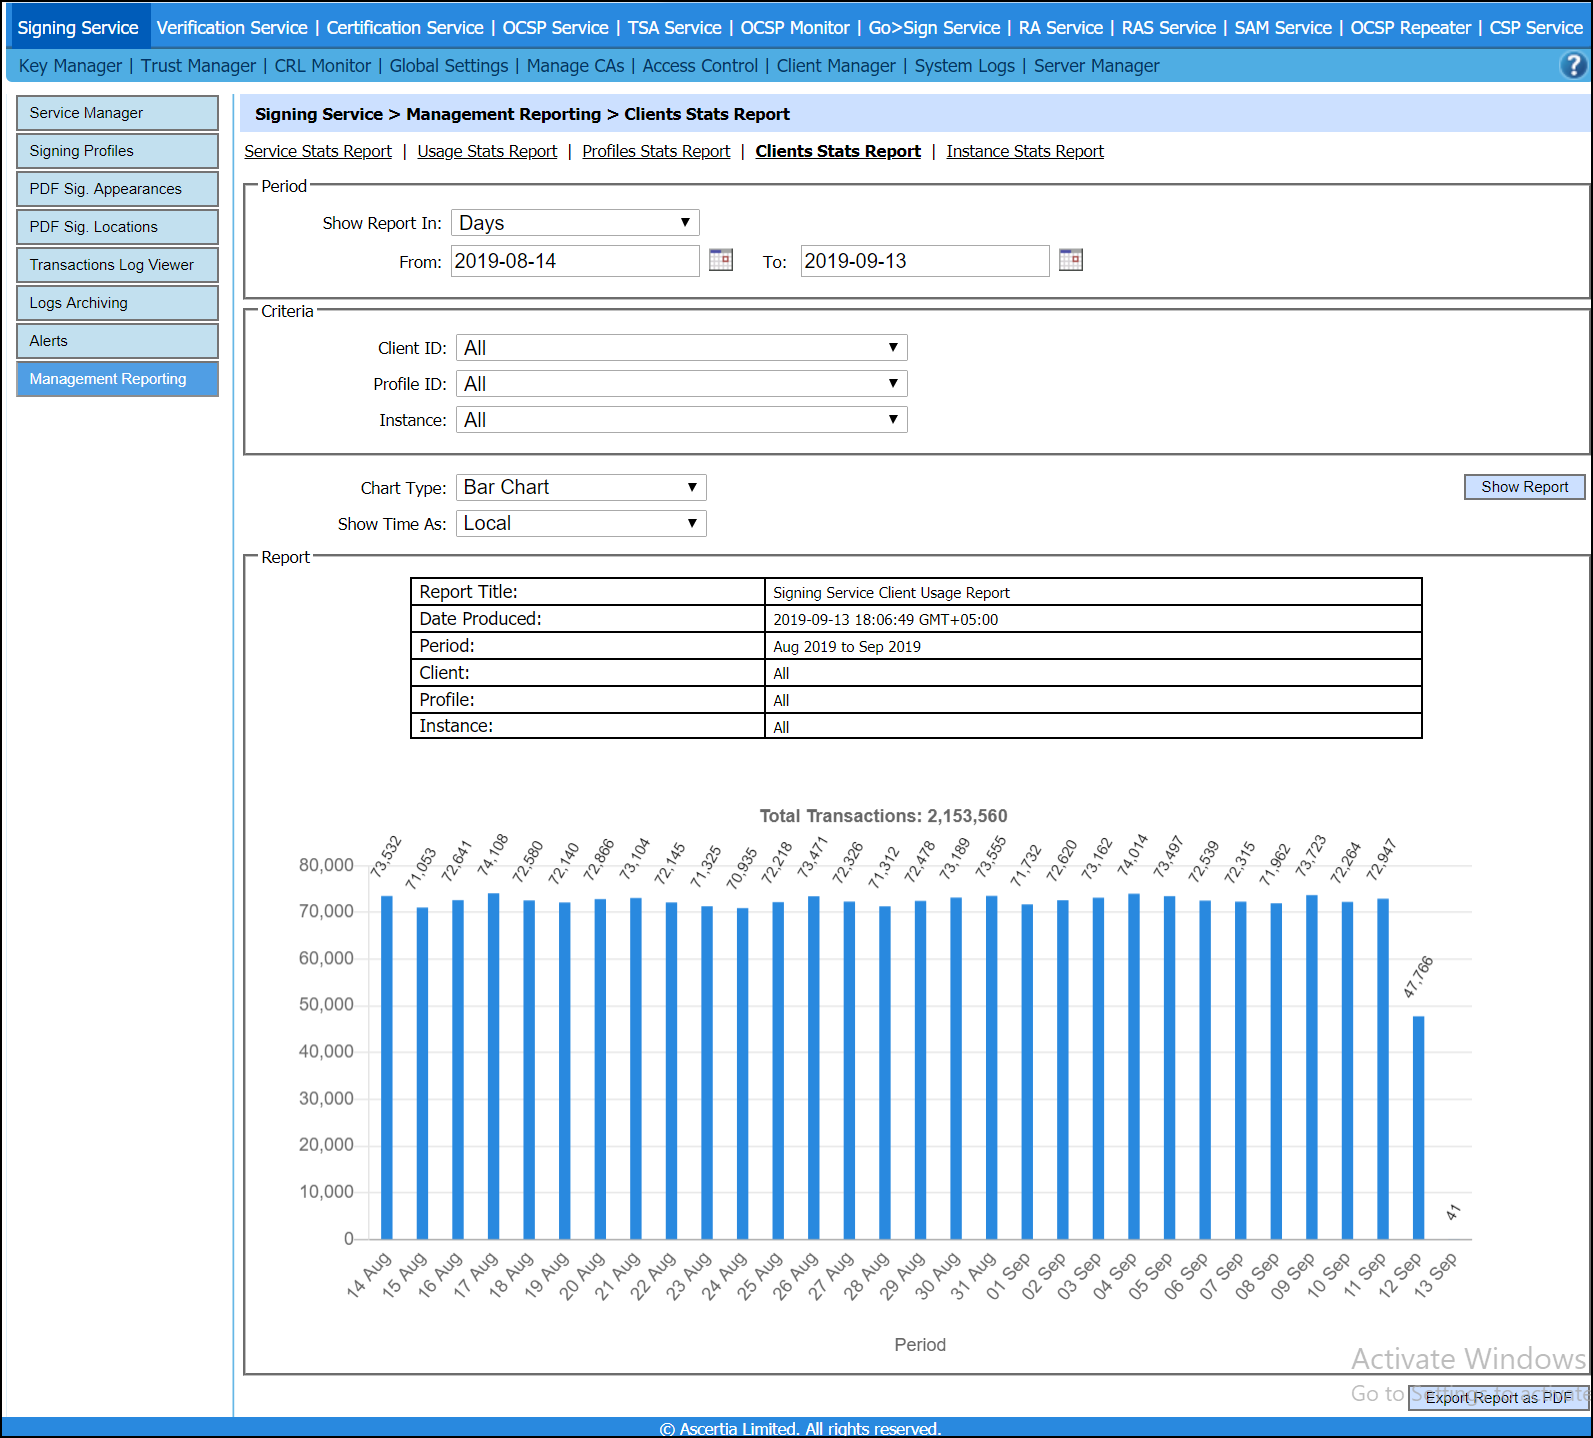 Signing Service Verification Service | Certification Service | OCSP Service | TSA Service | OCSP Monitor | Go>Sign Service | RA Service | RAS Service | SAM Service | OCSP Repeater | CSP Service
Key Manager | Trust Manager | CRL Monitor | Global Settings | Manage CAs | Access Control | Client Manager | System Logs | Server Manager ?
Service Manager
Signing Profiles
PDF Sig. Appearances
PDF Sig. Locations
Transactions Log Viewer
Logs Archiving
Alerts
Management Reporting
Signing Service > Management Reporting > Clients Stats Report
Service Stats Report | Usage Stats Report | Profiles Stats Report | Clients Stats Report | Instance Stats Report
Period
Show Report In: Days
From: 2019-08-14 To: 2019-09-13
Criteria
Client ID: All
Profile ID: All
Instance: All
Chart Type: Bar Chart Show Report
Show Time As: Local
Report
Report Title: Signing Service Client Usage Report
Date Produced: 2019-09-13 18:06:49 GMT+05:00
Period: Aug 2019 to Sep 2019
Client: All
Profile: All
Instance: All
Total Transactions: 2,153,560
73,532 71,053 72,641 74,108 72,580 72,140 72,866 73,104 72,145 71,325 70,935 72,218 73,471 72,326 71,312 72,478 73,189 73,555 71,732 72,620 73,162 74,014 73,497 72,539 72,315 71,962 73,723 72,264 72,947 47,766 41
80,000
70,000
60,000
50,000
40,000
30,000
20,000
10,000
0
14 Aug 15 Aug 16 Aug 17 Aug 18 Aug 19 Aug 20 Aug 21 Aug 22 Aug 23 Aug 24 Aug 25 Aug 26 Aug 27 Aug 28 Aug 29 Aug 30 Aug 31 Aug 01 Sep 02 Sep 03 Sep 04 Sep 05 Sep 06 Sep 07 Sep 08 Sep 09 Sep 10 Sep 11 Sep 12 Sep 13 Sep
Period
Activate Windows
Go to Settings to activate
Export Report as PDF
© Ascertia Limited. All rights reserved.